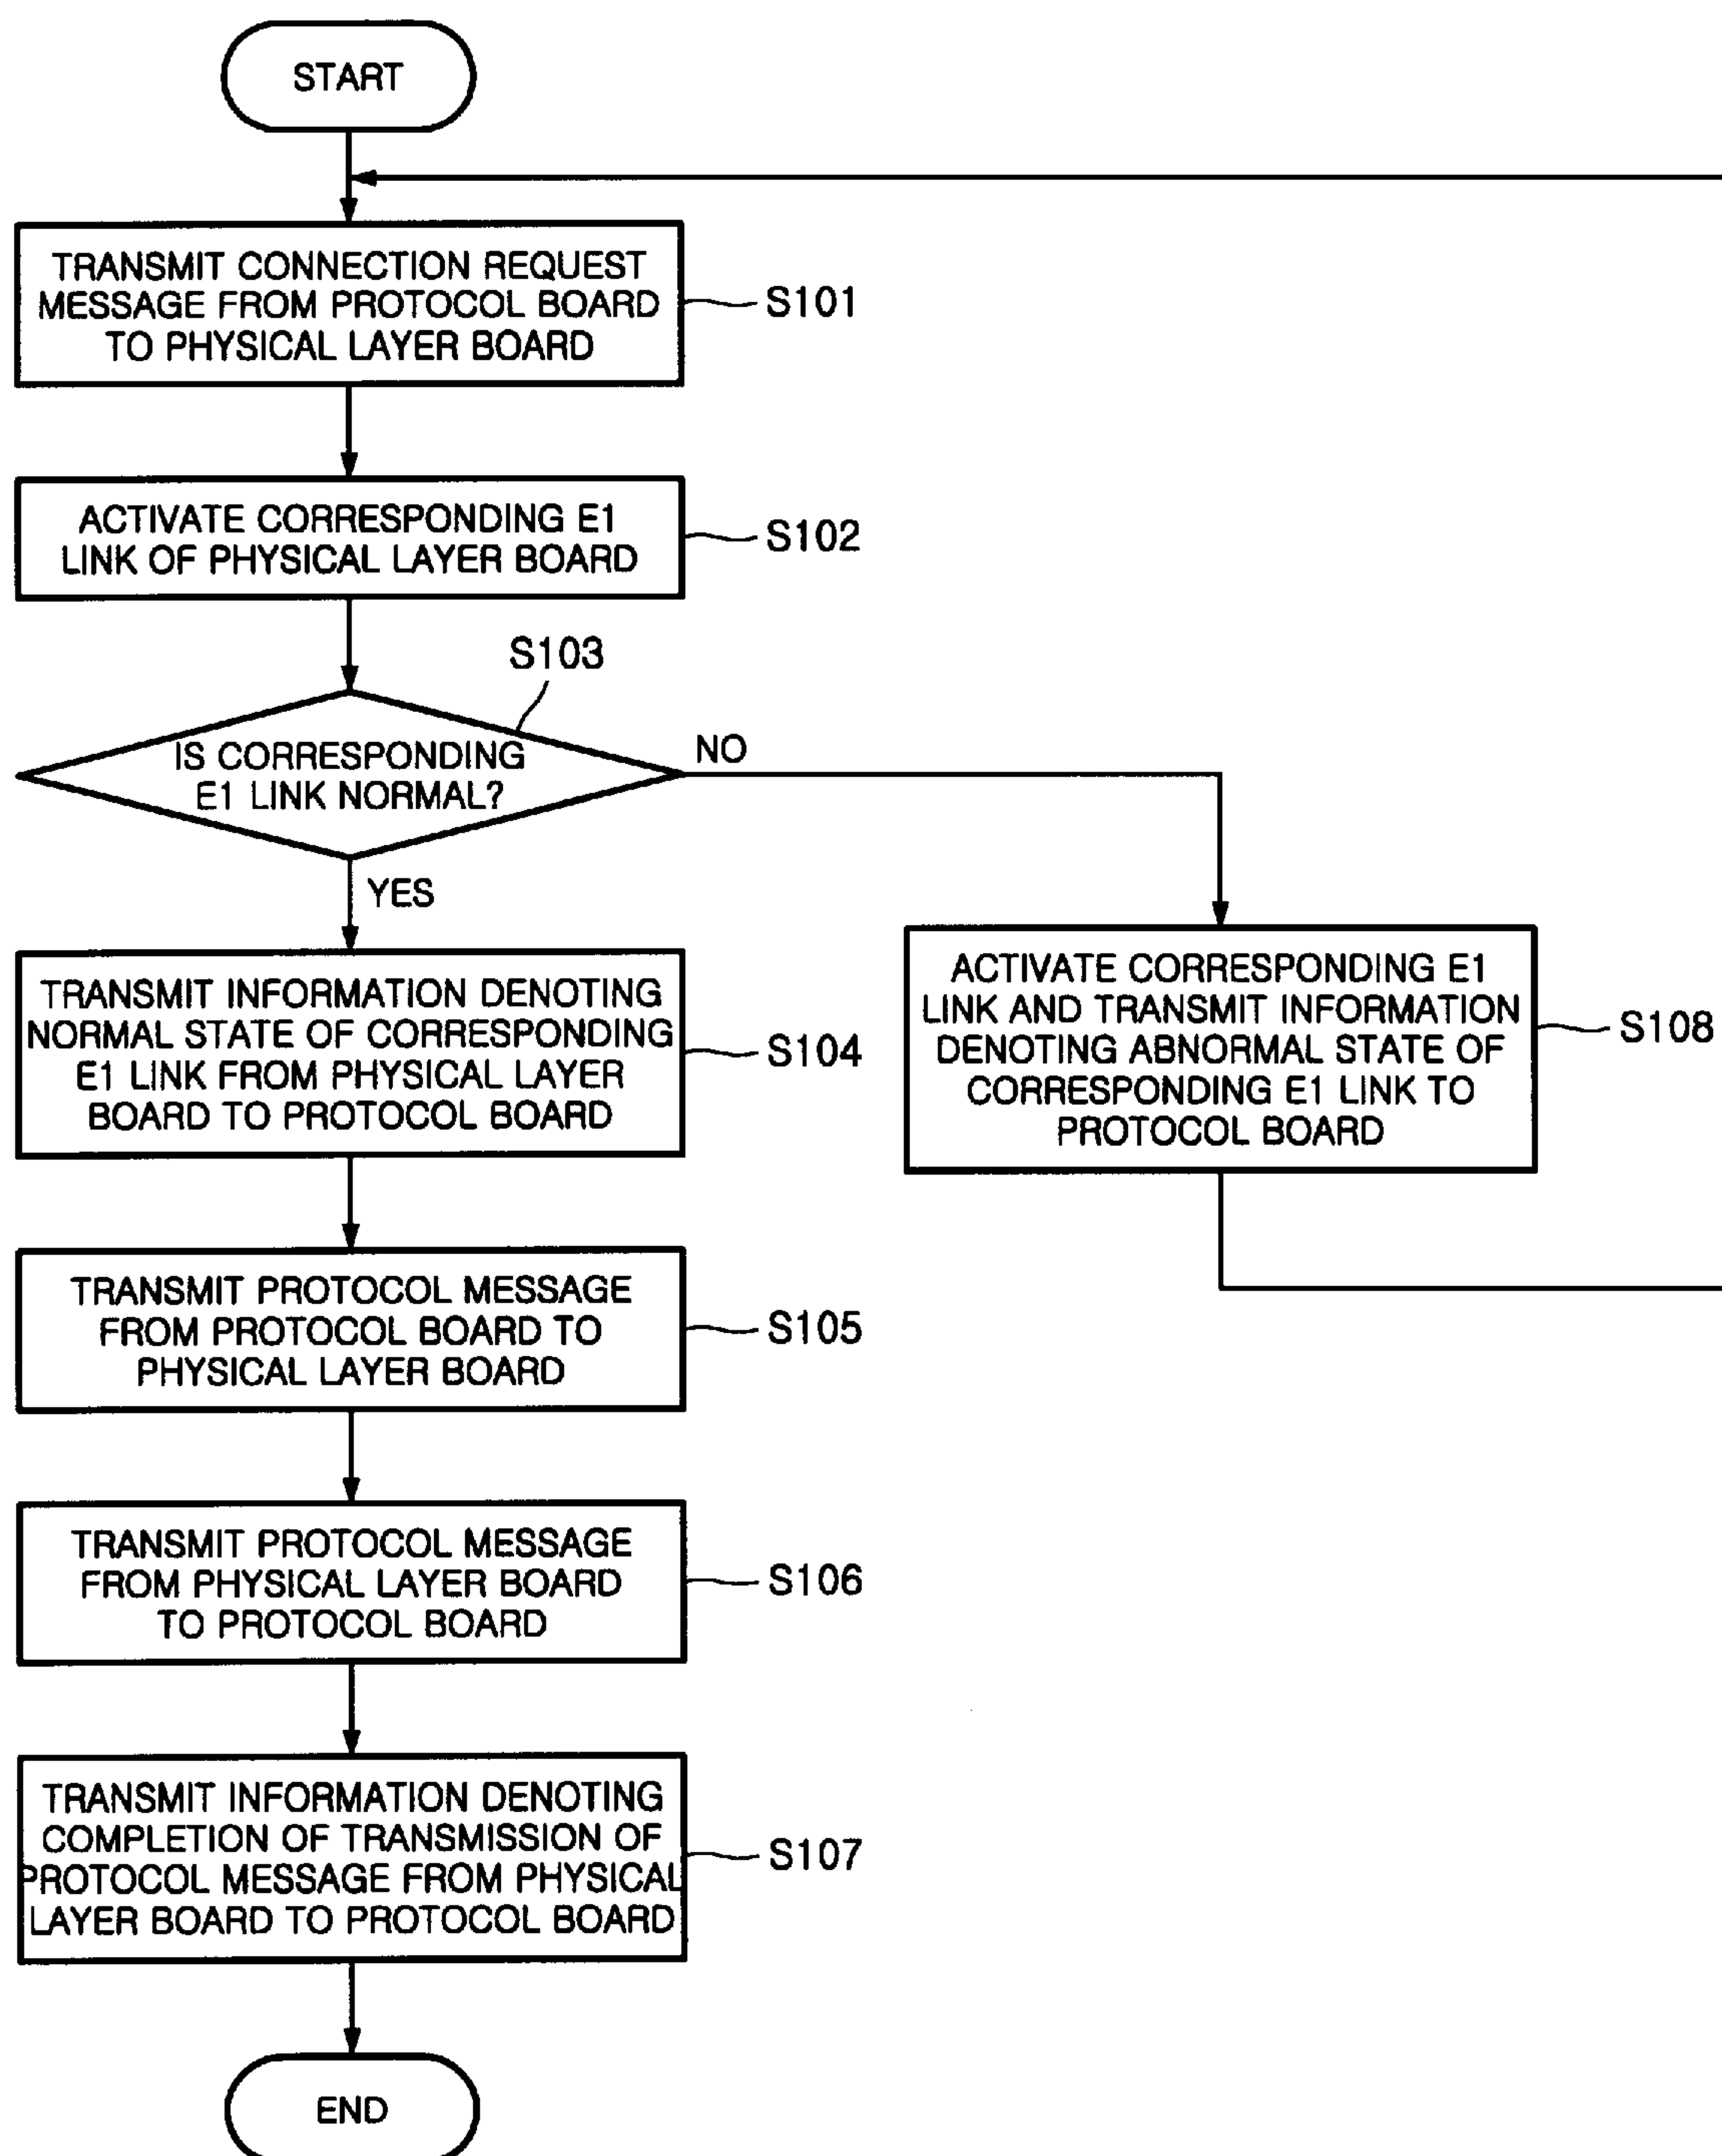 START
TRANSMIT CONNECTION REQUEST
MESSAGE FROM PROTOCOL BOARD
TO PHYSICAL LAYER BOARD
S101
ACTIVATE CORRESPONDING E1
LINK OF PHYSICAL LAYER BOARD
S102
S103
IS CORRESPONDING
E1 LINK NORMAL?
NO
YES
TRANSMIT INFORMATION DENOTING
NORMAL STATE OF CORRESPONDING
E1 LINK FROM PHYSICAL LAYER
BOARD TO PROTOCOL BOARD
S104
ACTIVATE CORRESPONDING E1
LINK AND TRANSMIT INFORMATION
DENOTING ABNORMAL STATE OF
CORRESPONDING E1 LINK TO
PROTOCOL BOARD
S108
TRANSMIT PROTOCOL MESSAGE
FROM PROTOCOL BOARD TO
PHYSICAL LAYER BOARD
S105
TRANSMIT PROTOCOL MESSAGE
FROM PHYSICAL LAYER BOARD
TO PROTOCOL BOARD
S106
TRANSMIT INFORMATION DENOTING
COMPLETION OF TRANSMISSION OF
PROTOCOL MESSAGE FROM PHYSICAL
LAYER BOARD TO PROTOCOL BOARD
S107
END